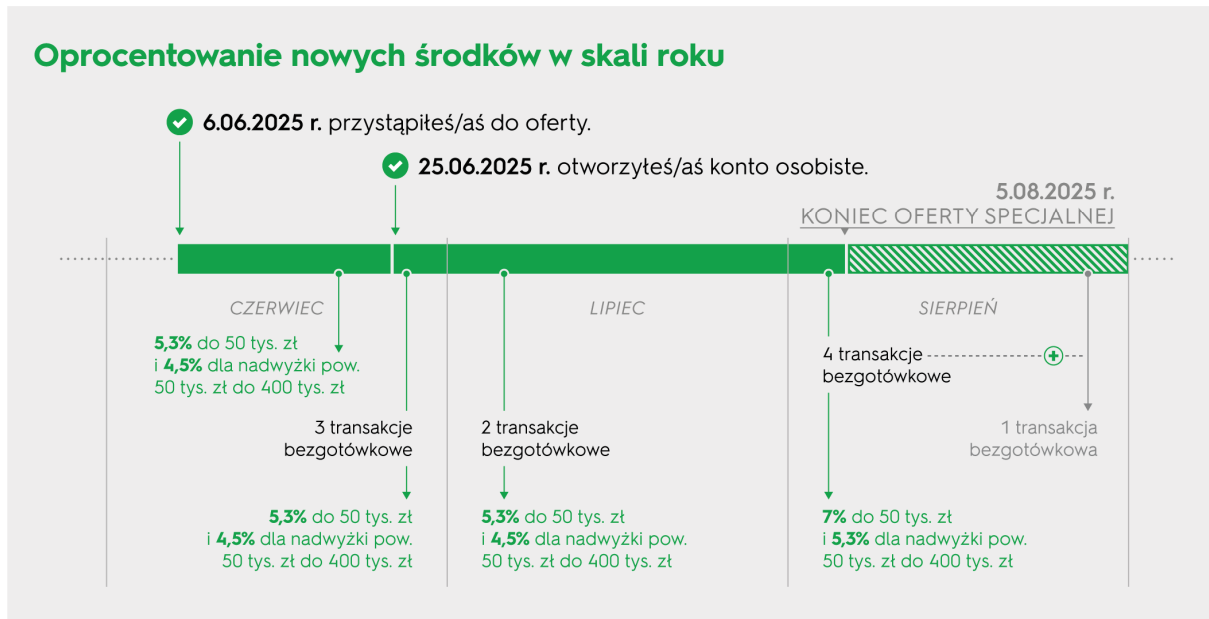 Oprocentowanie nowych środków w skali roku
6.06.2025 r. przystąpiłeś/aś do oferty.
25.06.2025 r. otworzyłeś/aś konto osobiste.
5.08.2025 r.
KONIEC OFERTY SPECJALNEJ
CZERWIEC
LIPIEC
SIERPIEŃ
5,3% do 50 tys. zł
i 4,5% dla nadwyżki pow.
50 tys. zł do 400 tys. zł
3 transakcje
bezgotówkowe
5,3% do 50 tys. zł
i 4,5% dla nadwyżki pow.
50 tys. zł do 400 tys. zł
2 transakcje
bezgotówkowe
5,3% do 50 tys. zł
i 4,5% dla nadwyżki pow.
50 tys. zł do 400 tys. zł
4 transakcje
bezgotówkowe
7% do 50 tys. zł
i 5,3% dla nadwyżki pow.
50 tys. zł do 400 tys. zł
1 transakcja
bezgotówkowa